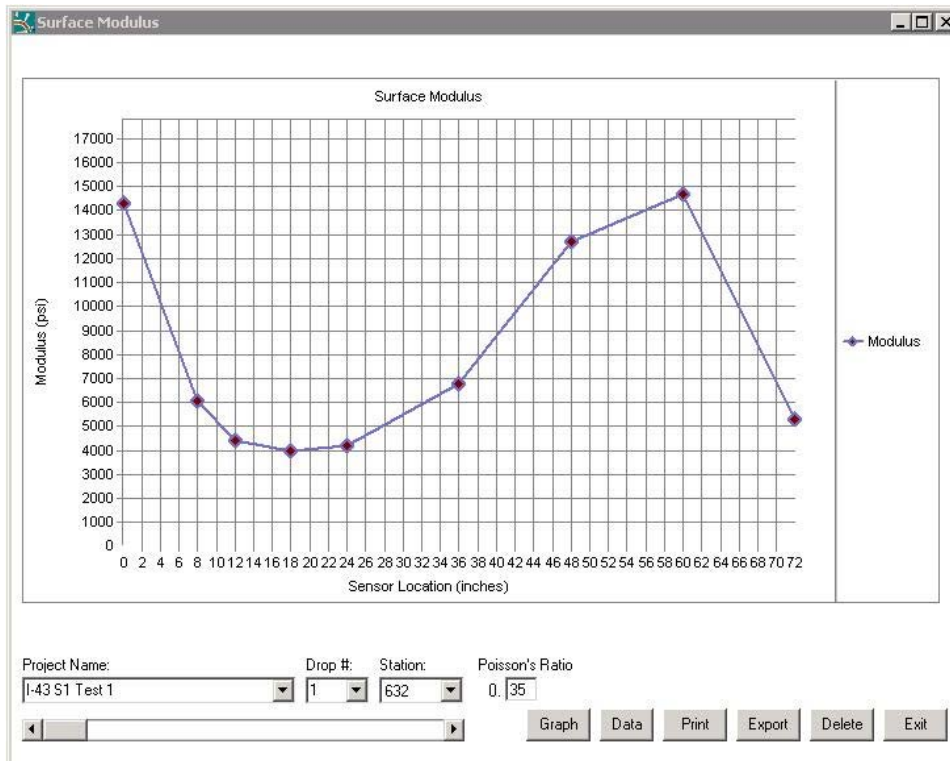 Surface Modulus
Surface Modulus
17000
16000
15000
14000
13000
12000
11000
10000
9000
8000
7000
6000
5000
4000
3000
2000
1000
0
Modulus (psi)
Modulus
0 2 4 6 8 10 12 14 16 18 20 22 24 26 28 30 32 34 36 38 40 42 44 46 48 50 52 54 56 58 60 62 64 66 68 70 72
Sensor Location (inches)
Project Name: Drop #: Station: Poisson's Ratio
I-43 S1 Test 1 1 632 0. 35
Graph Data Print Export Delete Exit